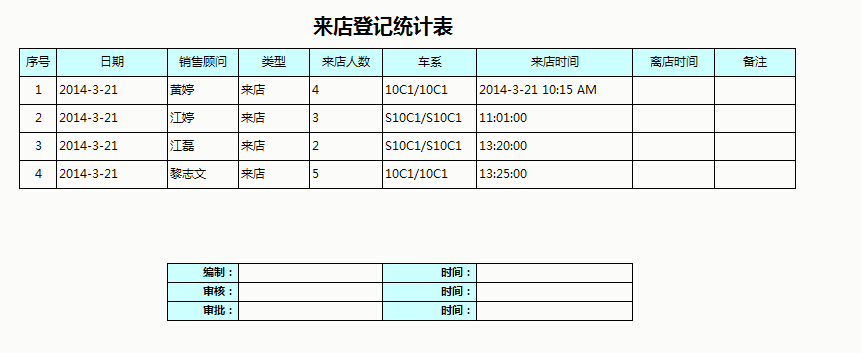 来店登记统计表
序号 日期 销售顾问 类型 来店人数 车系 来店时间 离店时间 备注
1 2014-3-21 黄婷 来店 4 10C1/10C1 2014-3-21 10:15 AM
2 2014-3-21 江婷 来店 3 S10C1/S10C1 11:01:00
3 2014-3-21 江磊 来店 2 S10C1/S10C1 13:20:00
4 2014-3-21 黎志文 来店 5 10C1/10C1 13:25:00
编制： 时间：
审核： 时间：
审批： 时间：